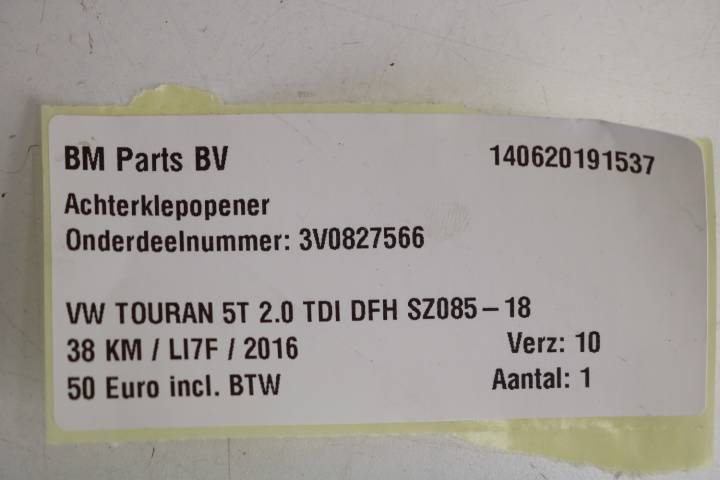 BM Parts BV 140620191537
Achterklepopener
Onderdeelnummer: 3V0827566
VW TOURAN 5T 2.0 TDI DFH SZ085 – 18
38 KM / LI7F / 2016 Verz: 10
50 Euro incl. BTW Aantal: 1